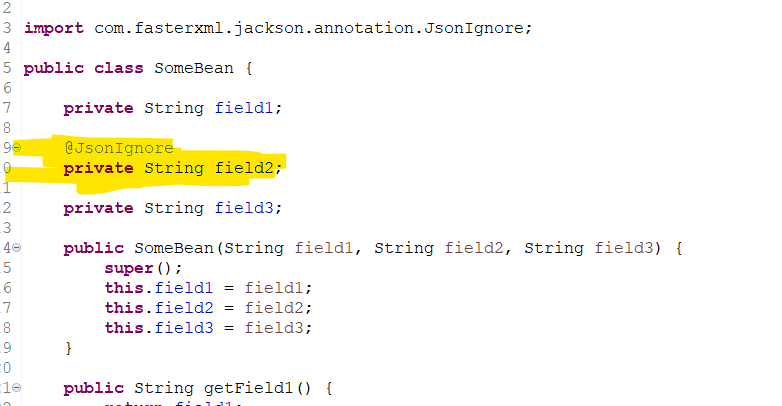 2
3 import com.fasterxml.jackson.annotation.JsonIgnore;
4
5 public class SomeBean {
6
7 private String field1;
8
9 @JsonIgnore
0 private String field2;
1
2 private String field3;
3
4 public SomeBean(String field1, String field2, String field3) {
5 super();
6 this.field1 = field1;
7 this.field2 = field2;
8 this.field3 = field3;
9 }
0
1 public String getField1() {
return field1;